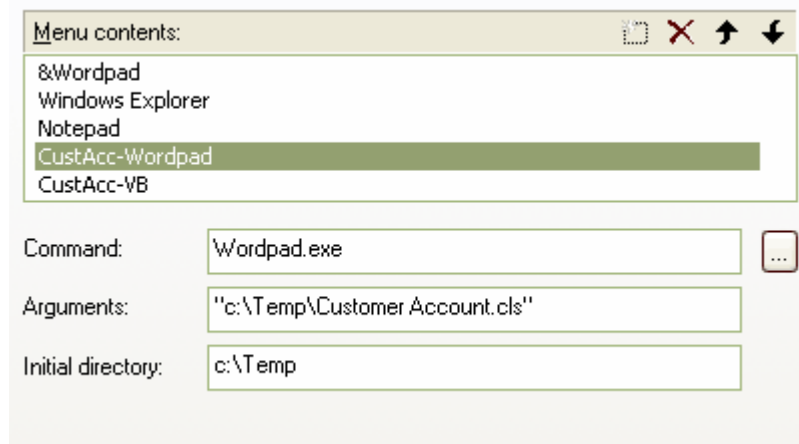 Menu contents:
&Wordpad
Windows Explorer
Notepad
CustAcc-Wordpad
CustAcc-VB
Command: Wordpad.exe ...
Arguments: "c:\Temp\Customer Account.cls"
Initial directory: c:\Temp